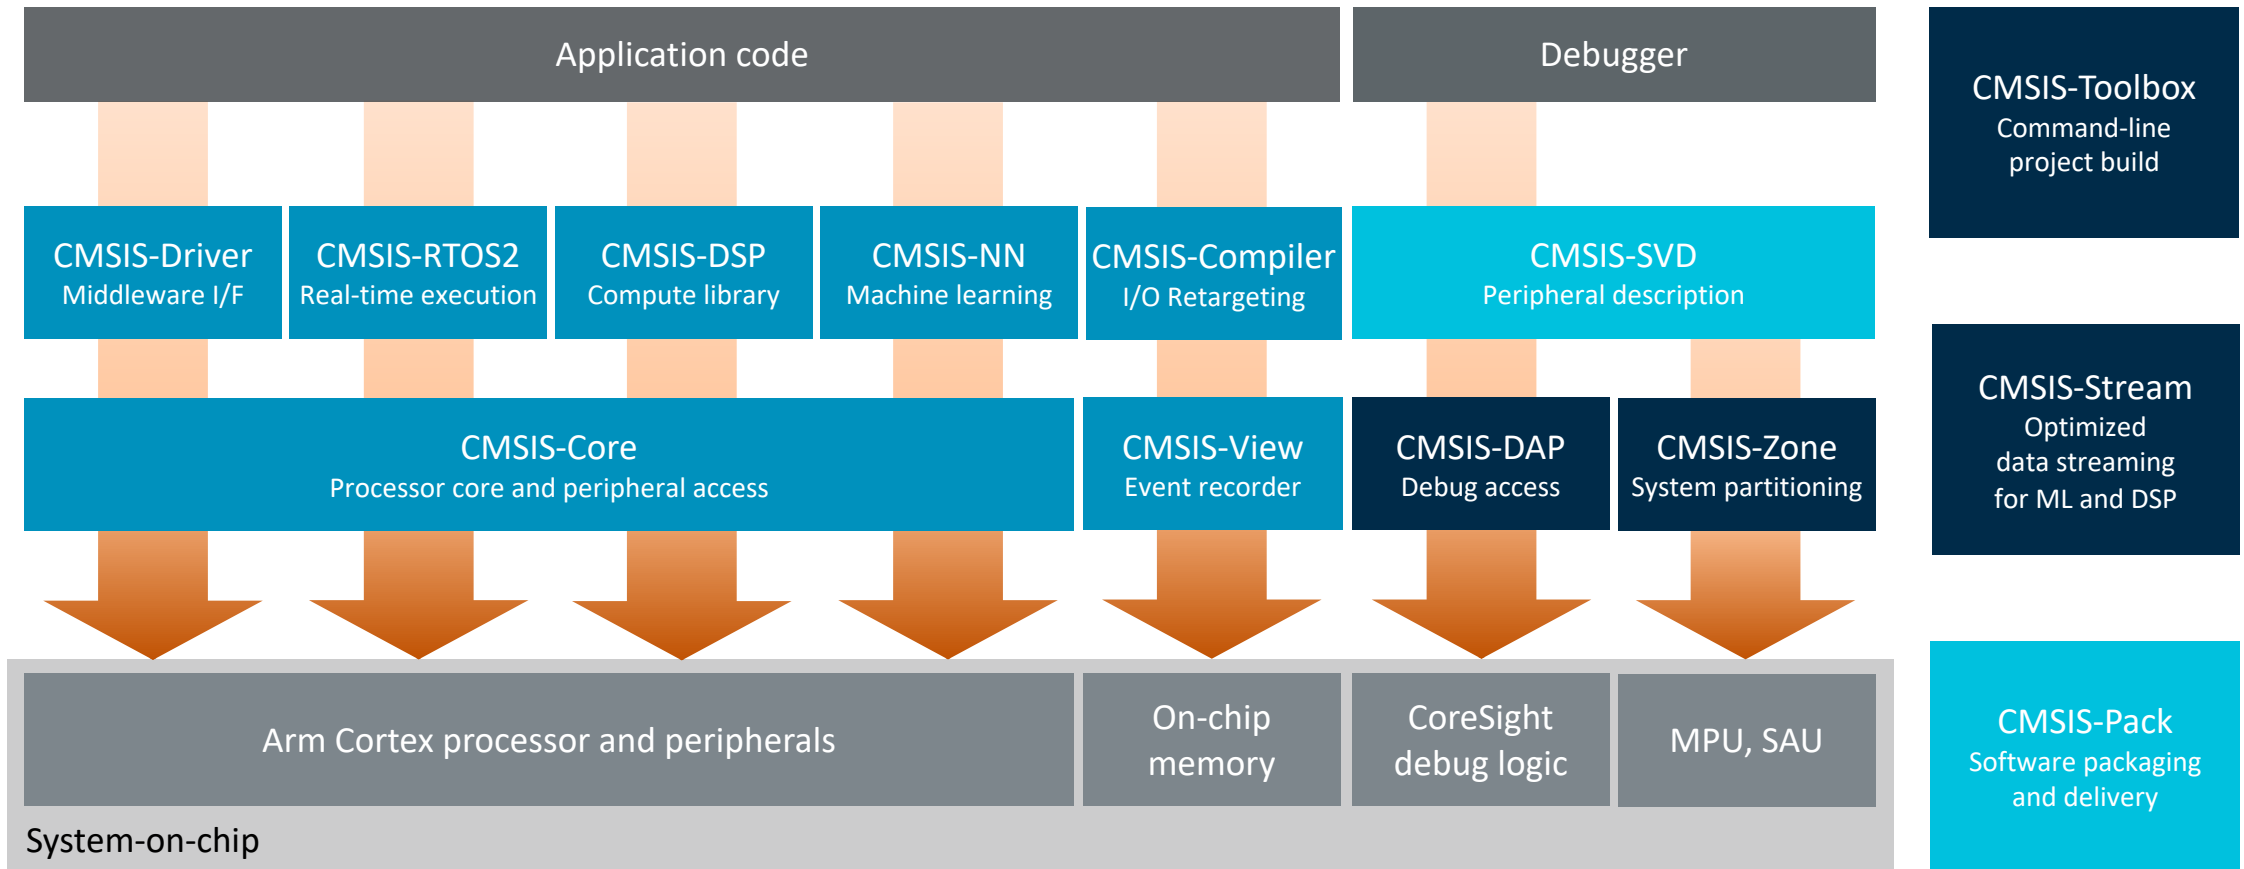 Application code
Debugger
CMSIS-Toolbox
Command-line
project build
CMSIS-Driver
Middleware I/F
CMSIS-RTOS2
Real-time execution
CMSIS-DSP
Compute library
CMSIS-NN
Machine learning
CMSIS-Compiler
I/O Retargeting
CMSIS-SVD
Peripheral description
CMSIS-Stream
Optimized
data streaming
for ML and DSP
CMSIS-Core
Processor core and peripheral access
CMSIS-View
Event recorder
CMSIS-DAP
Debug access
CMSIS-Zone
System partitioning
Arm Cortex processor and peripherals
On-chip
memory
CoreSight
debug logic
MPU, SAU
CMSIS-Pack
Software packaging
and delivery
System-on-chip